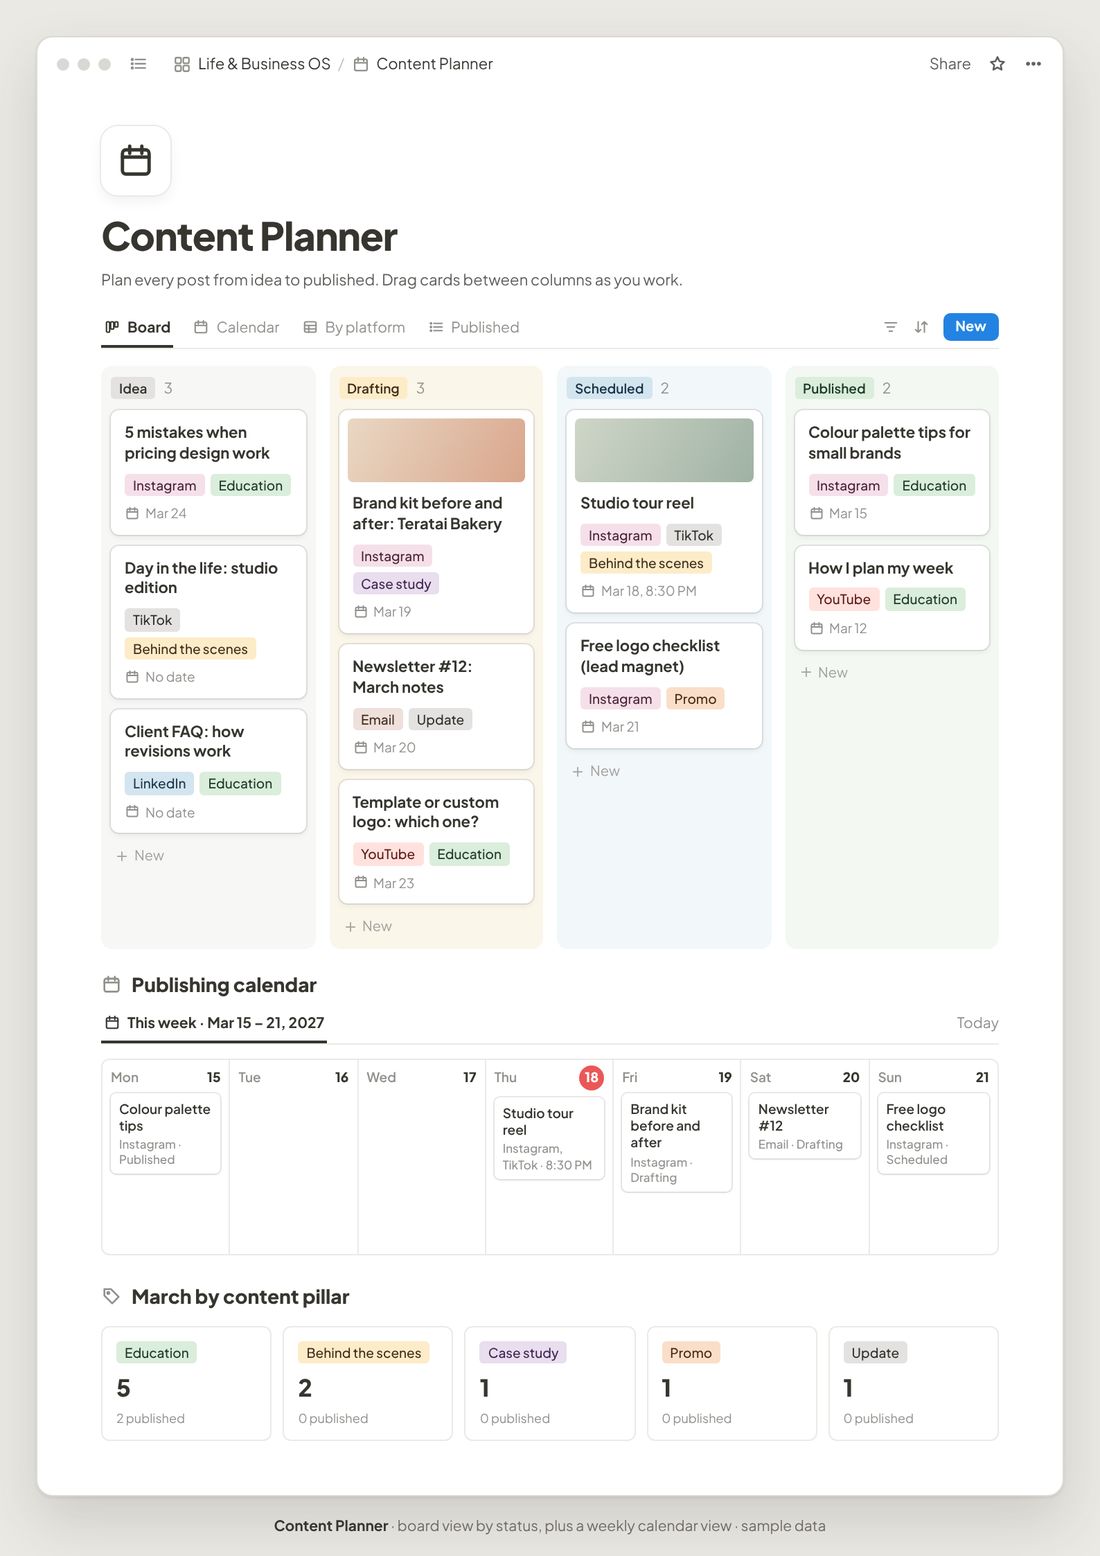 Life & Business OS / Content Planner
Share
Content Planner
Plan every post from idea to published. Drag cards between columns as you work.
Board
Calendar
By platform
Published
New
Idea 3
5 mistakes when
pricing design work
Instagram Education
Mar 24
Day in the life: studio
edition
TikTok
Behind the scenes
No date
Client FAQ: how
revisions work
LinkedIn Education
No date
+ New
Drafting 3
Brand kit before and
after: Teratai Bakery
Instagram
Case study
Mar 19
Newsletter #12:
March notes
Email Update
Mar 20
Template or custom
logo: which one?
YouTube Education
Mar 23
+ New
Scheduled 2
Studio tour reel
Instagram TikTok
Behind the scenes
Mar 18, 8:30 PM
Free logo checklist
(lead magnet)
Instagram Promo
Mar 21
+ New
Published 2
Colour palette tips for
small brands
Instagram Education
Mar 15
How I plan my week
YouTube Education
Mar 12
+ New
Publishing calendar
This week · Mar 15 – 21, 2027
Today
Mon 15
Colour palette
tips
Instagram ·
Published
Tue 16
Wed 17
Thu 18
Studio tour
reel
Instagram,
TikTok · 8:30 PM
Fri 19
Brand kit
before and
after
Instagram ·
Drafting
Sat 20
Newsletter
#12
Email · Drafting
Sun 21
Free logo
checklist
Instagram ·
Scheduled
March by content pillar
Education
5
2 published
Behind the scenes
2
0 published
Case study
1
0 published
Promo
1
0 published
Update
1
0 published
Content Planner · board view by status, plus a weekly calendar view · sample data